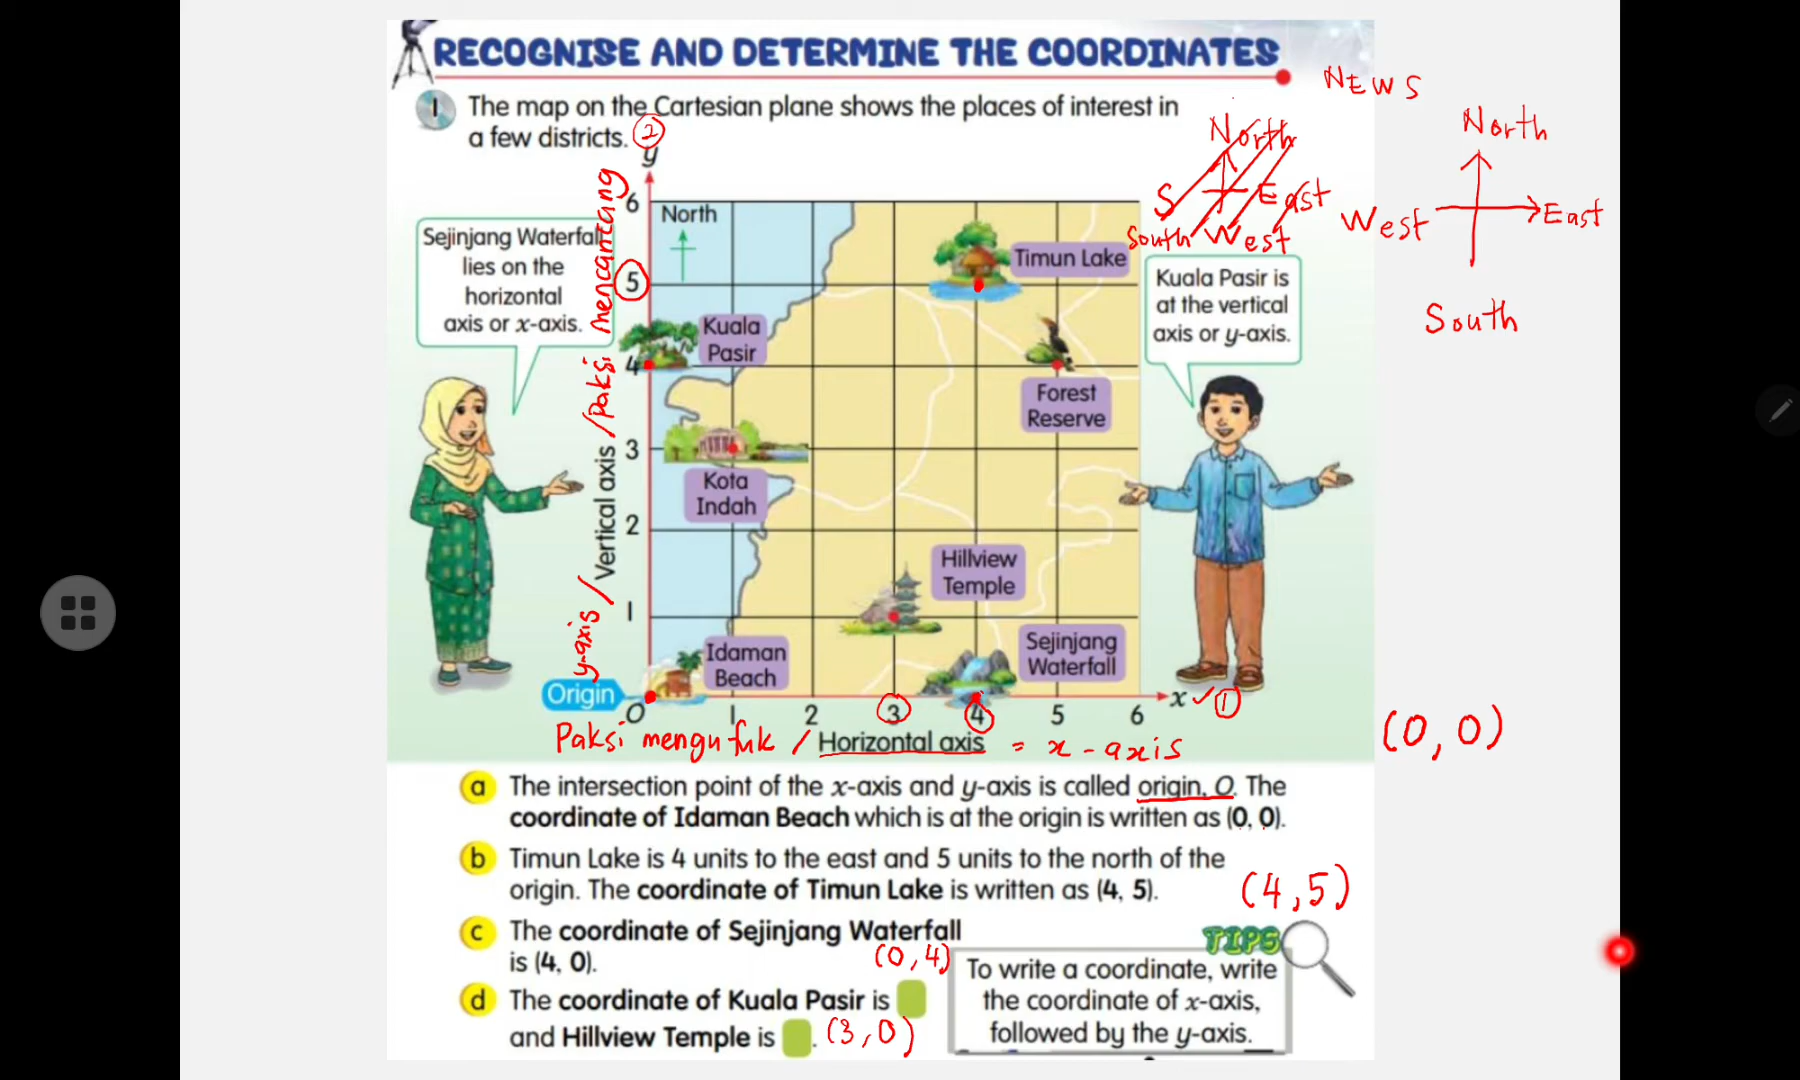 RECOGNISE AND DETERMINE THE COORDINATES
NEWS
1 The map on the Cartesian plane shows the places of interest in
a few districts. 2
y
North
East
S
South West
North
West East
South
Sejinjang Waterfall
lies on the
horizontal
axis or x-axis.
Kuala Pasir is
at the vertical
axis or y-axis.
y-axis / Vertical axis / Paksi mencancang
6
5
4
3
2
1
North
Timun Lake
Kuala
Pasir
Forest
Reserve
Kota
Indah
Hillview
Temple
Idaman
Beach
Sejinjang
Waterfall
Origin
O 1 2 3 4 5 6 x ✓ 1
Paksi mengufuk / Horizontal axis = x-axis
(0, 0)
a The intersection point of the x-axis and y-axis is called origin, O. The
coordinate of Idaman Beach which is at the origin is written as (0, 0).
b Timun Lake is 4 units to the east and 5 units to the north of the
origin. The coordinate of Timun Lake is written as (4, 5).
(4,5)
c The coordinate of Sejinjang Waterfall
is (4, 0).
(0,4)
d The coordinate of Kuala Pasir is
and Hillview Temple is . (3,0)
TIPS
To write a coordinate, write
the coordinate of x-axis,
followed by the y-axis.